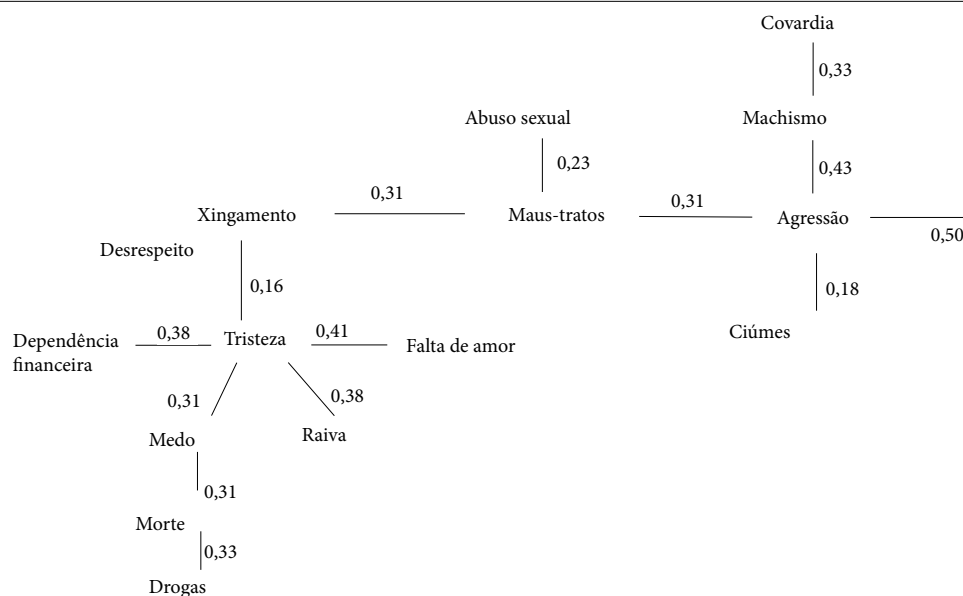 Covardia
0,33
Abuso sexual
Machismo
0,23
0,43
0,31
0,31
Xingamento
Maus-tratos
Agressão
0,50
Desrespeito
0,16
0,18
Dependência
financeira
0,38
Tristeza
0,41
Falta de amor
Ciúmes
0,31
0,38
Medo
Raiva
0,31
Morte
0,33
Drogas